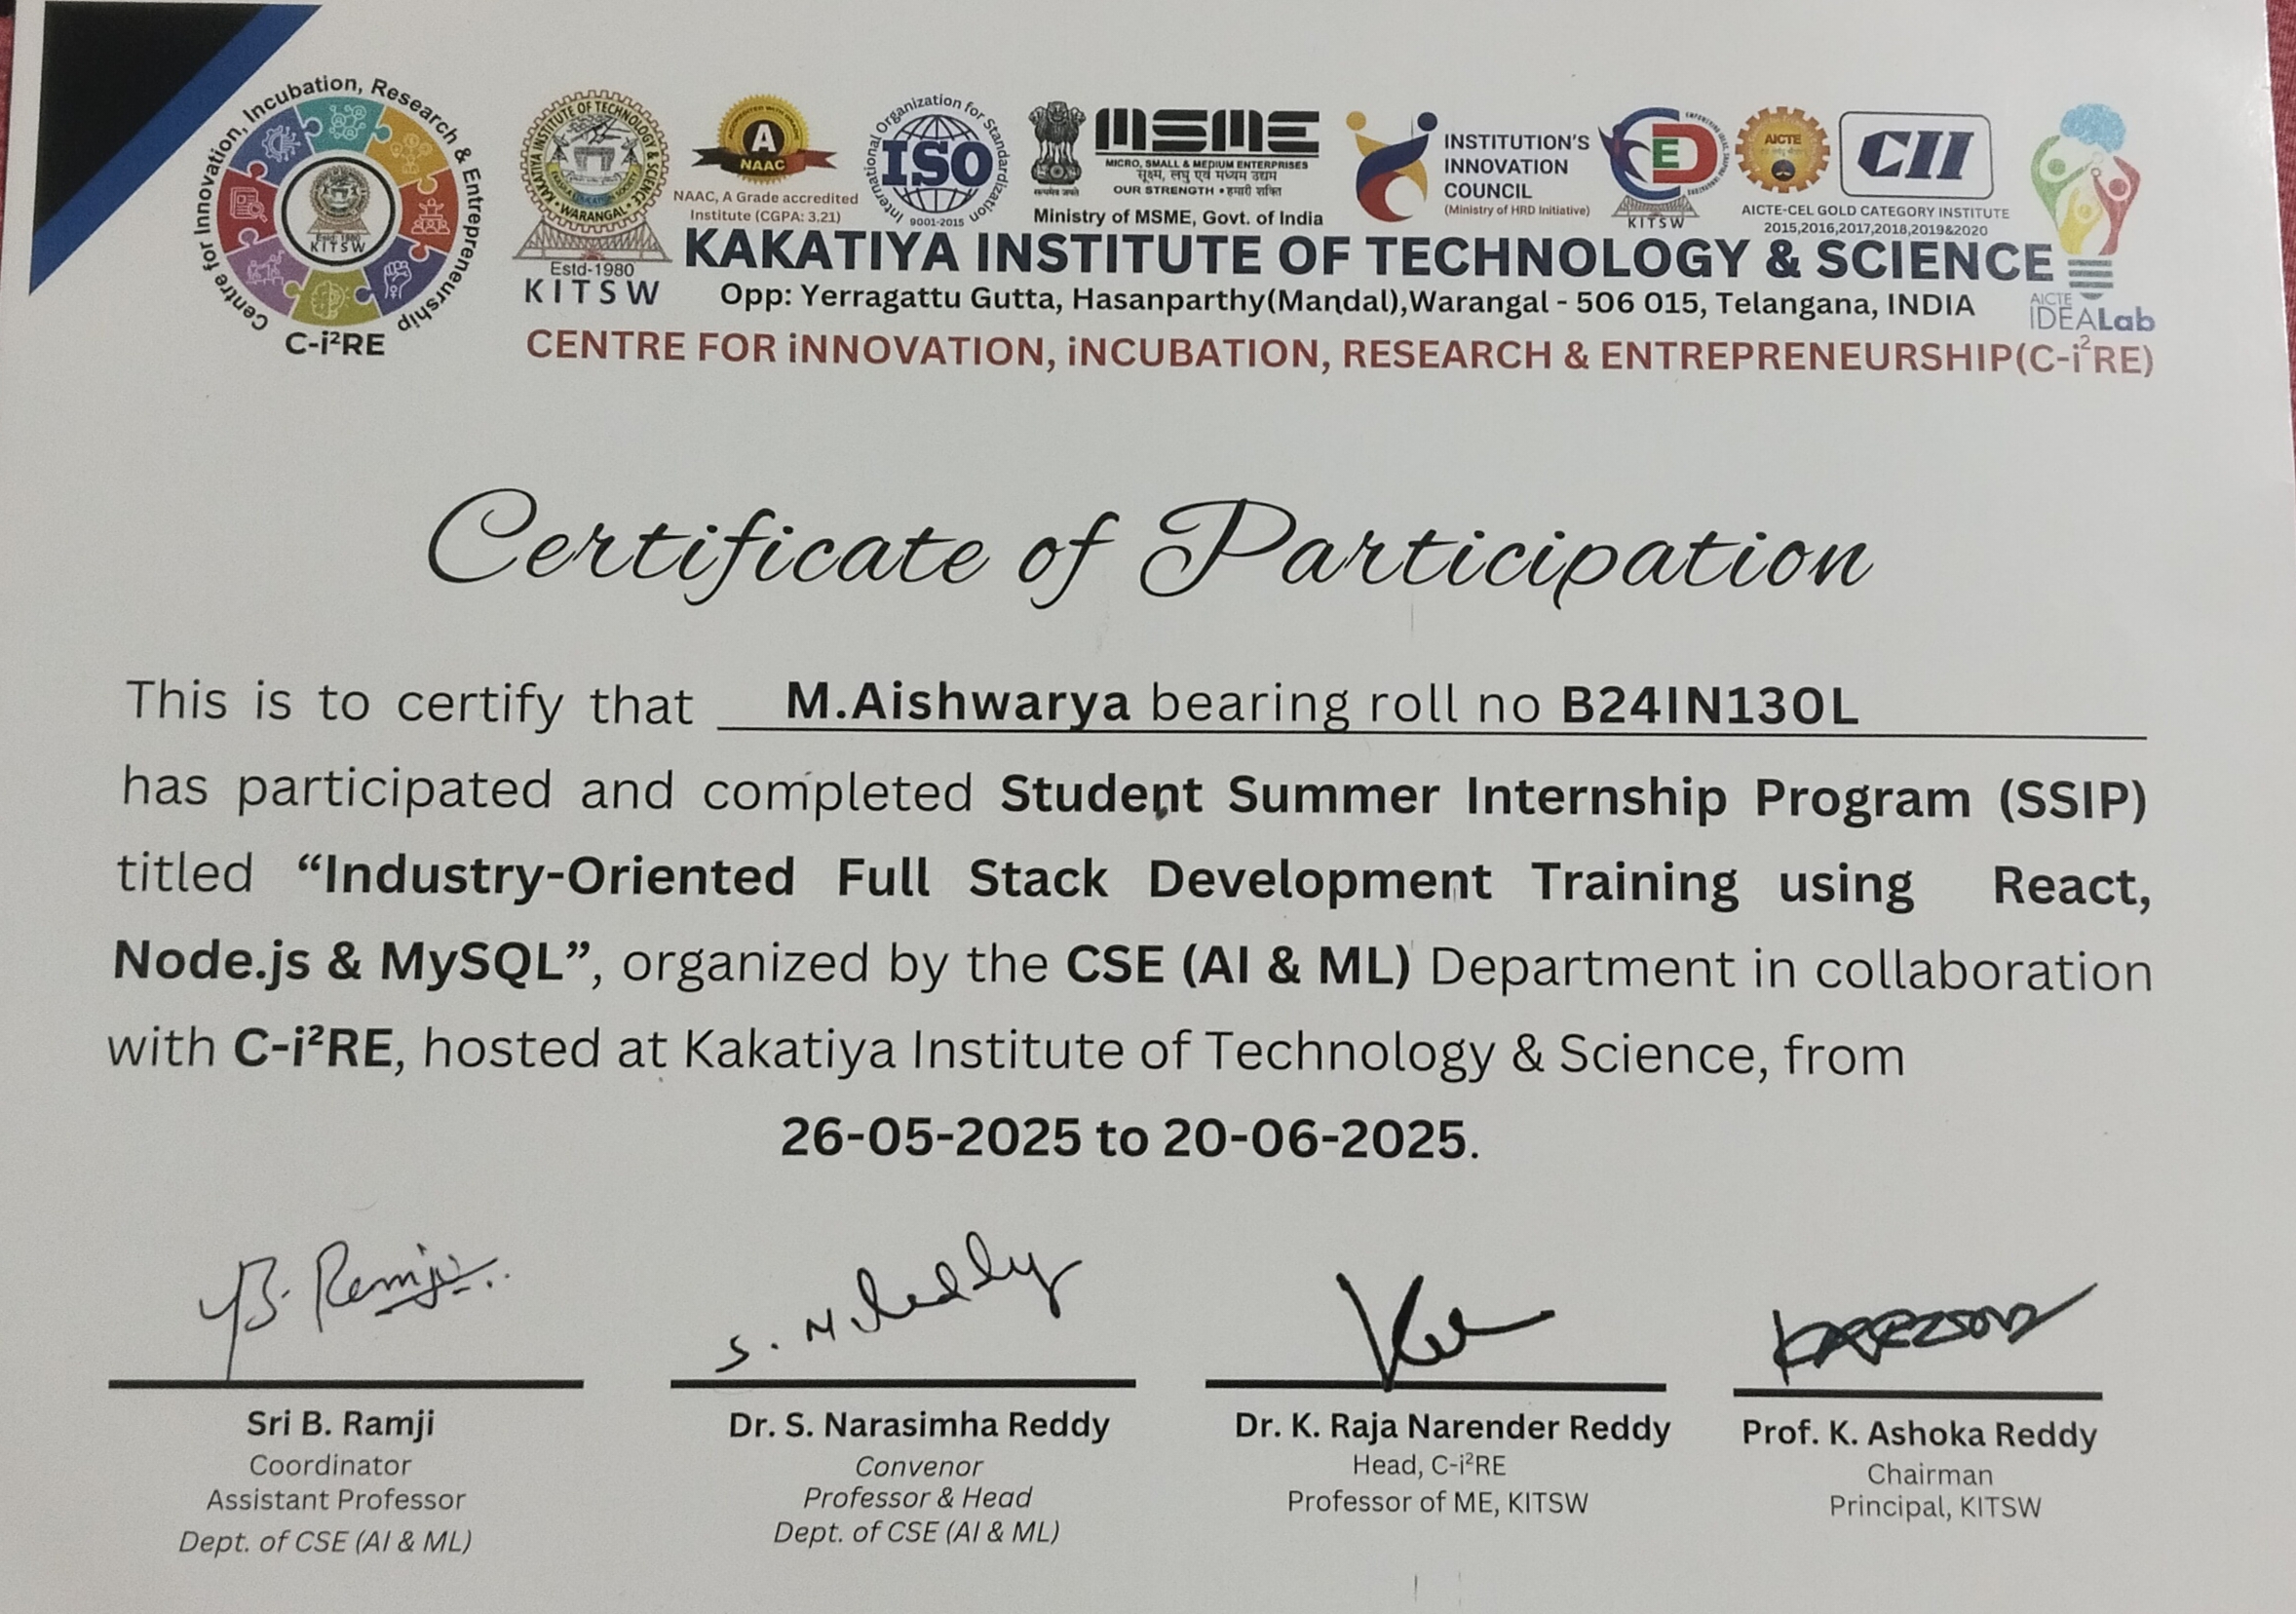 Centre for Innovation, Incubation, Research & Entrepreneurship
Estd-1980
KITSW
C-i²RE
KAKATIYA INSTITUTE OF TECHNOLOGY & SCIENCE
WARANGAL
Estd-1980
KITSW
ACCREDITED WITH GRADE
A
NAAC
NAAC, A Grade accredited
Institute (CGPA: 3.21)
International Organization for Standardization
ISO
9001-2015
सत्यमेव जयते
MSME
MICRO, SMALL & MEDIUM ENTERPRISES
सूक्ष्म, लघु एवं मध्यम उद्यम
OUR STRENGTH • हमारी शक्ति
Ministry of MSME, Govt. of India
INSTITUTION'S
INNOVATION
COUNCIL
(Ministry of HRD Initiative)
CED
KITSW
AICTE
CII
AICTE-CEL GOLD CATEGORY INSTITUTE
2015,2016,2017,2018,2019&2020
AICTE
IDEALab
KAKATIYA INSTITUTE OF TECHNOLOGY & SCIENCE
Opp: Yerragattu Gutta, Hasanparthy(Mandal),Warangal - 506 015, Telangana, INDIA
CENTRE FOR iNNOVATION, iNCUBATION, RESEARCH & ENTREPRENEURSHIP(C-i²RE)
Certificate of Participation
This is to certify that M.Aishwarya bearing roll no B24IN130L
has participated and completed Student Summer Internship Program (SSIP)
titled “Industry-Oriented Full Stack Development Training using React,
Node.js & MySQL”, organized by the CSE (AI & ML) Department in collaboration
with C-i²RE, hosted at Kakatiya Institute of Technology & Science, from
26-05-2025 to 20-06-2025.
B. Ramji
S. N. Reddy
Sri B. Ramji
Coordinator
Assistant Professor
Dept. of CSE (AI & ML)
Dr. S. Narasimha Reddy
Convenor
Professor & Head
Dept. of CSE (AI & ML)
Dr. K. Raja Narender Reddy
Head, C-i²RE
Professor of ME, KITSW
Prof. K. Ashoka Reddy
Chairman
Principal, KITSW